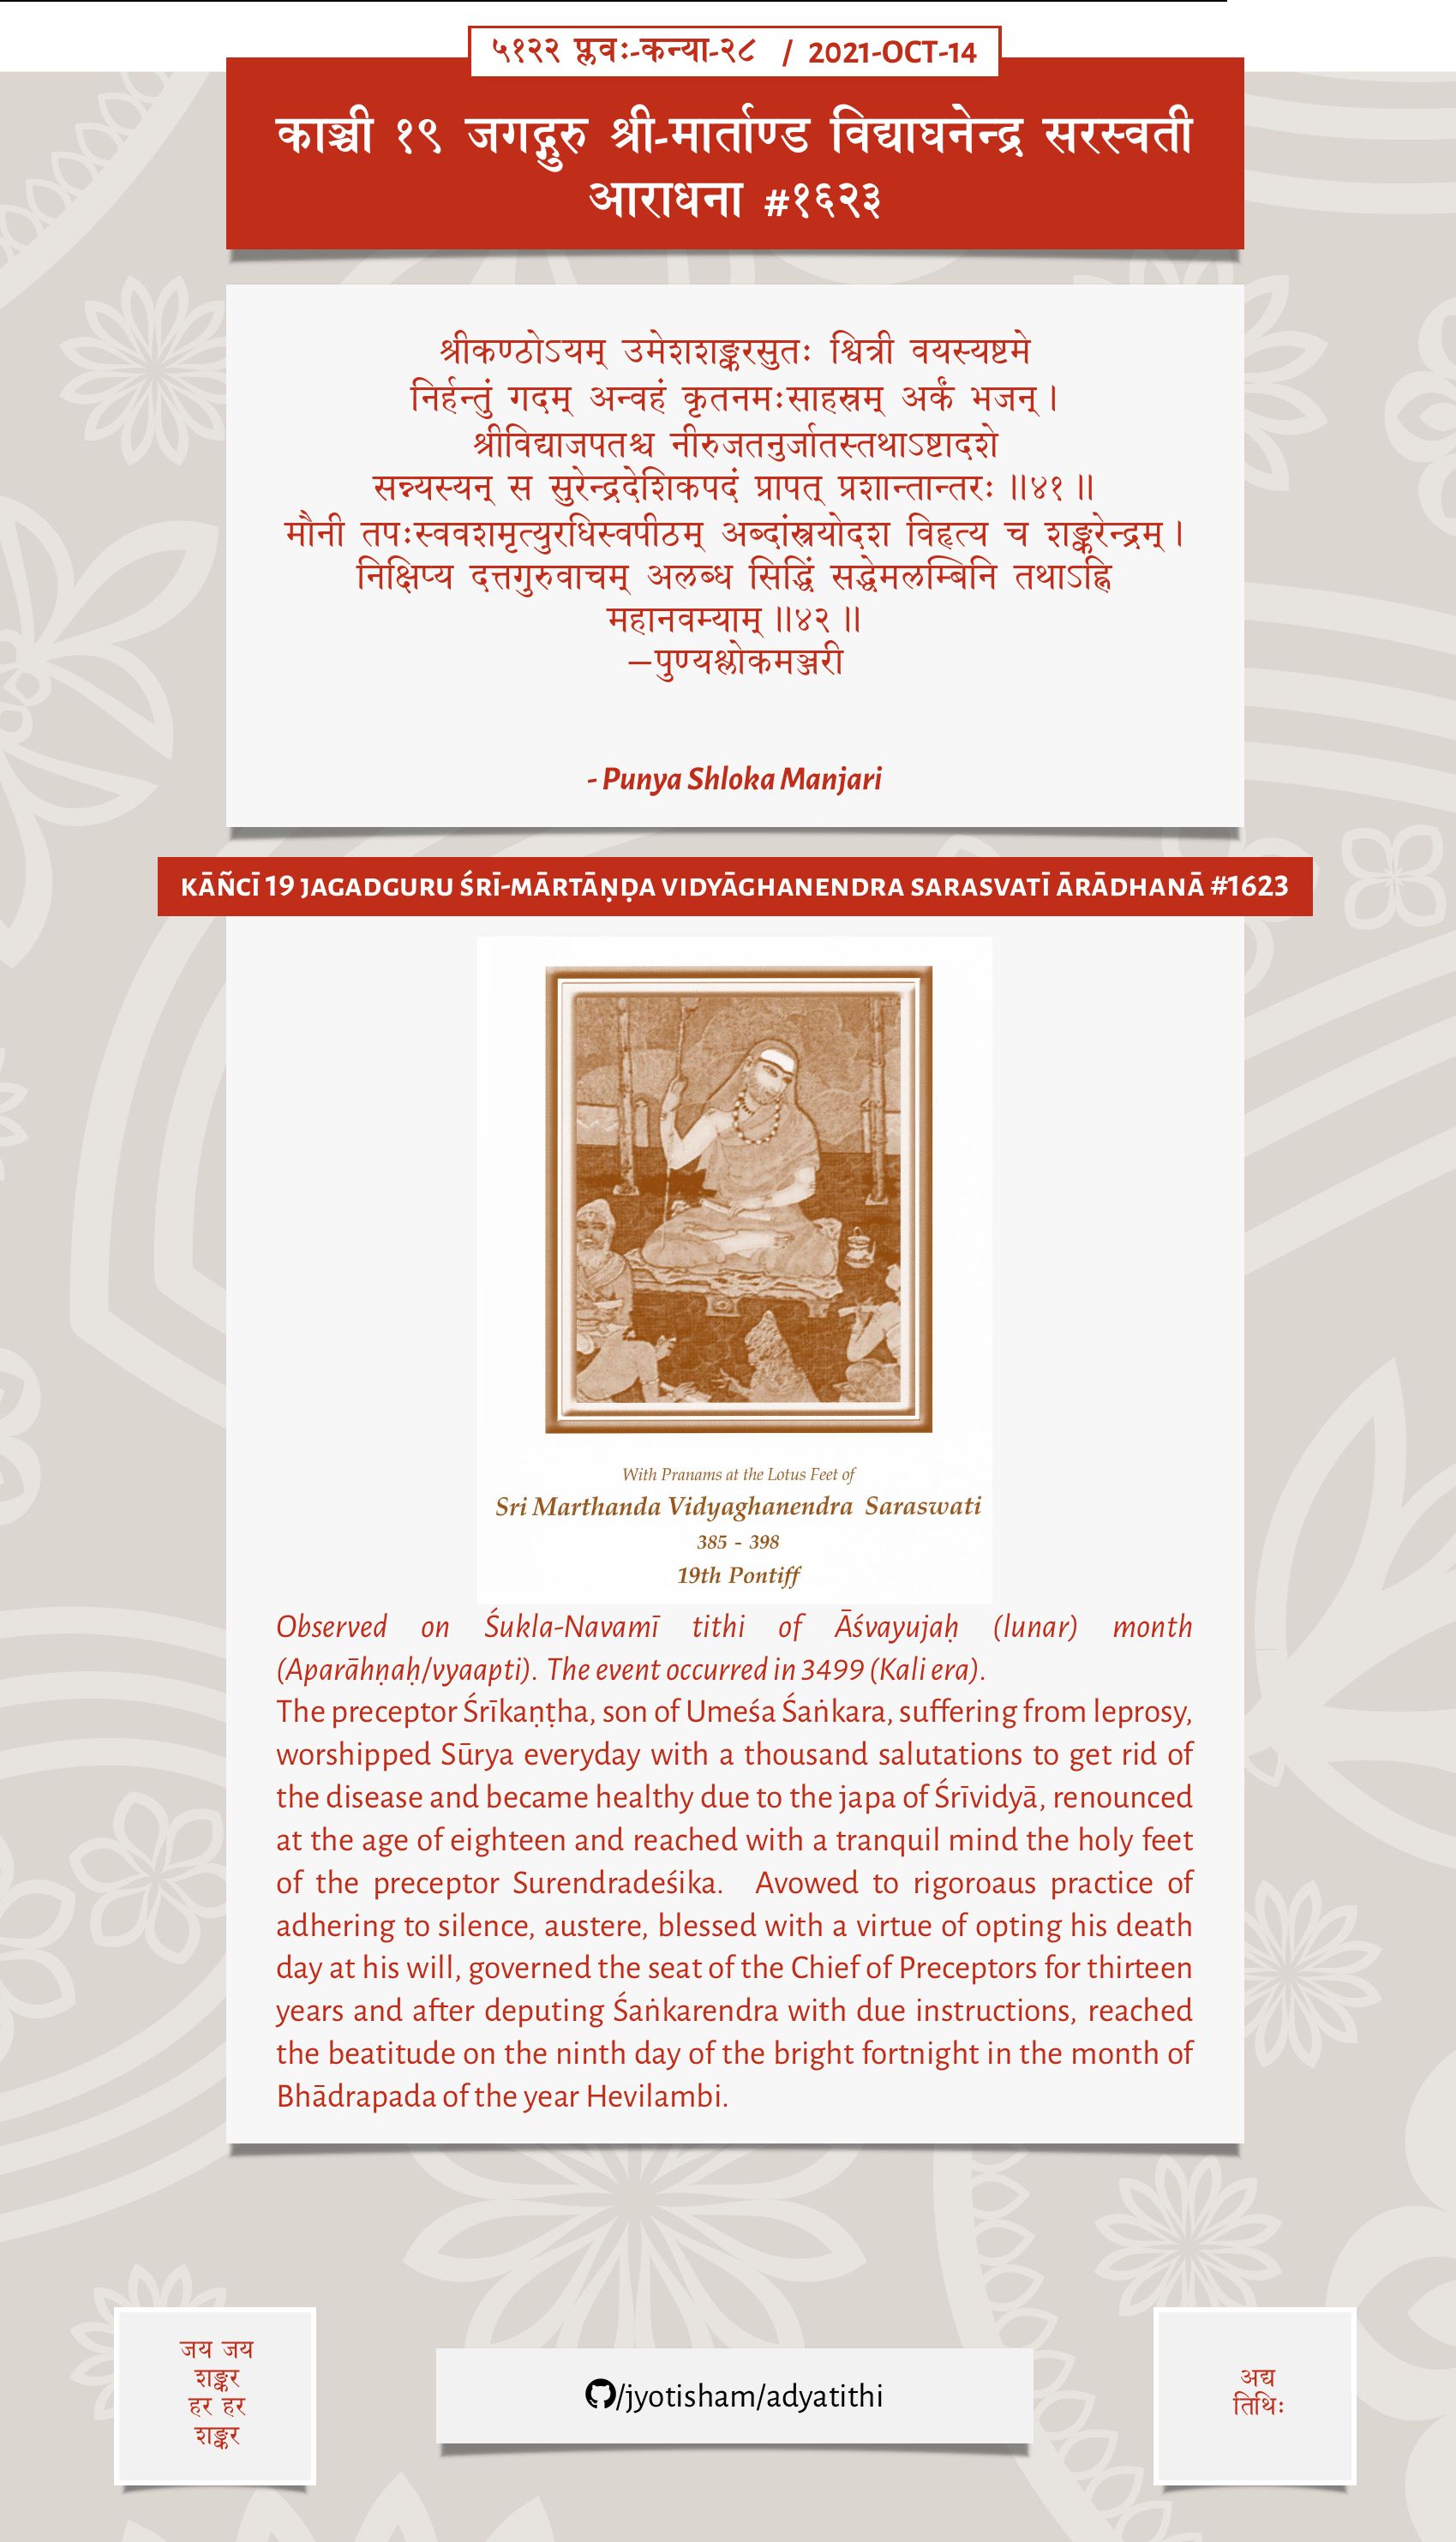 ५१२२ प्लवः-कन्या-२८ / 2021-OCT-14
काञ्ची १९ जगद्गुरु श्री-मार्ताण्ड विद्याघनेन्द्र सरस्वती
आराधना #१६२३
श्रीकण्ठोऽयम् उमेशशङ्करसुतः श्वित्री वयस्यष्टमे
निर्हन्तुं गदम् अन्वहं कृतनमःसाहस्रम् अर्कं भजन्।
श्रीविद्याजपतश्च नीरुजतनुर्जातस्तथाऽष्टादशे
सन्न्यस्यन् स सुरेन्द्रदेशिकपदं प्रापत् प्रशान्तान्तरः ॥४१॥
मौनी तपःस्ववशमृत्युरधिस्वपीठम् अब्दांस्त्रयोदश विहृत्य च शङ्करेन्द्रम्।
निक्षिप्य दत्तगुरुवाचम् अलब्ध सिद्धिं सद्धेमलम्बिनि तथाऽह्नि
महानवम्याम् ॥४२॥
—पुण्यश्लोकमञ्जरी
- Punya Shloka Manjari
KĀÑCĪ 19 JAGADGURU ŚRĪ-MĀRTĀṆḌA VIDYĀGHANENDRA SARASVATĪ ĀRĀDHANĀ #1623
With Pranams at the Lotus Feet of
Sri Marthanda Vidyaghanendra Saraswati
385 - 398
19th Pontiff
Observed on Śukla-Navamī tithi of Āśvayujaḥ (lunar) month
(Aparāhṇaḥ/vyaapti). The event occurred in 3499 (Kali era).
The preceptor Śrīkaṇṭha, son of Umeśa Śaṅkara, suffering from leprosy,
worshipped Sūrya everyday with a thousand salutations to get rid of
the disease and became healthy due to the japa of Śrīvidyā, renounced
at the age of eighteen and reached with a tranquil mind the holy feet
of the preceptor Surendradeśika. Avowed to rigoroaus practice of
adhering to silence, austere, blessed with a virtue of opting his death
day at his will, governed the seat of the Chief of Preceptors for thirteen
years and after deputing Śaṅkarendra with due instructions, reached
the beatitude on the ninth day of the bright fortnight in the month of
Bhādrapada of the year Hevilambi.
जय जय
शङ्कर
हर हर
शङ्कर
/jyotisham/adyatithi
अद्य
तिथिः